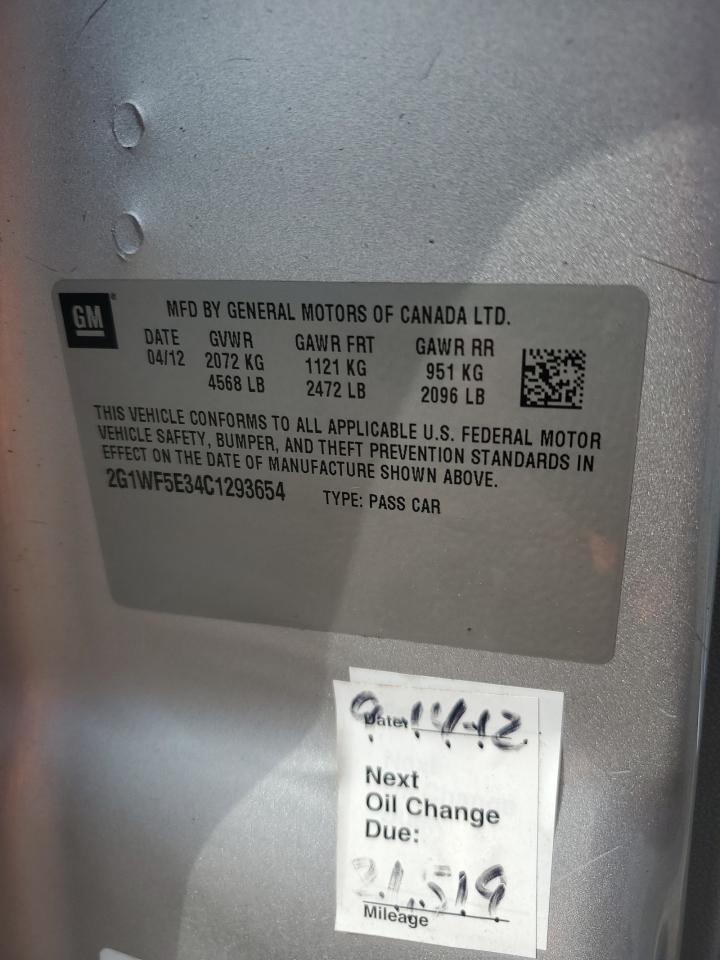 GM
MFD BY GENERAL MOTORS OF CANADA LTD.
DATE GVWR GAWR FRT GAWR RR
04/12 2072 KG 1121 KG 951 KG
4568 LB 2472 LB 2096 LB
THIS VEHICLE CONFORMS TO ALL APPLICABLE U.S. FEDERAL MOTOR
VEHICLE SAFETY, BUMPER, AND THEFT PREVENTION STANDARDS IN
EFFECT ON THE DATE OF MANUFACTURE SHOWN ABOVE.
2G1WF5E34C1293654 TYPE: PASS CAR
Date:
Next
Oil Change
Due:
21,519
Mileage